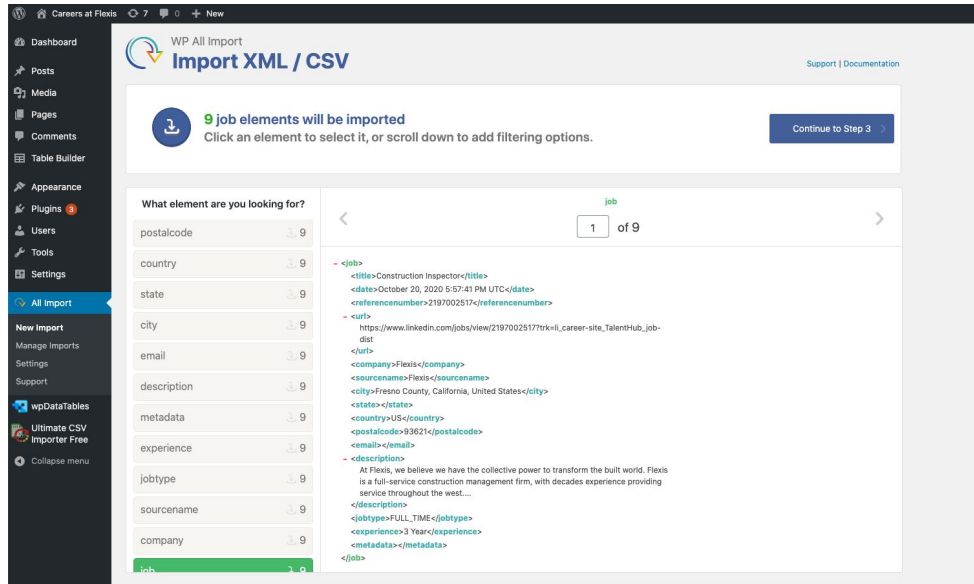 Careers at Flexis 7 0 + New
Dashboard
Posts
Media
Pages
Comments
Table Builder
Appearance
Plugins 3
Users
Tools
Settings
All Import
New Import
Manage Imports
Settings
Support
wpDataTables
Ultimate CSV
Importer Free
Collapse menu
WP All Import
Import XML / CSV
Support | Documentation
9 job elements will be imported
Click an element to select it, or scroll down to add filtering options.
Continue to Step 3
What element are you looking for?
postalcode 9
country 9
state 9
city 9
email 9
description 9
metadata 9
experience 9
jobtype 9
sourcename 9
company 9
job 9
job
1 of 9
- <job>
<title>Construction Inspector</title>
<date>October 20, 2020 5:57:41 PM UTC</date>
<referencenumber>2197002517</referencenumber>
- <url>
https://www.linkedin.com/jobs/view/2197002517?trk=li_career-site_TalentHub_job-
dist
</url>
<company>Flexis</company>
<sourcename>Flexis</sourcename>
<city>Fresno County, California, United States</city>
<state></state>
<country>US</country>
<postalcode>93621</postalcode>
<email></email>
- <description>
At Flexis, we believe we have the collective power to transform the built world. Flexis
is a full-service construction management firm, with decades experience providing
service throughout the west....
</description>
<jobtype>FULL_TIME</jobtype>
<experience>3 Year</experience>
<metadata></metadata>
</job>